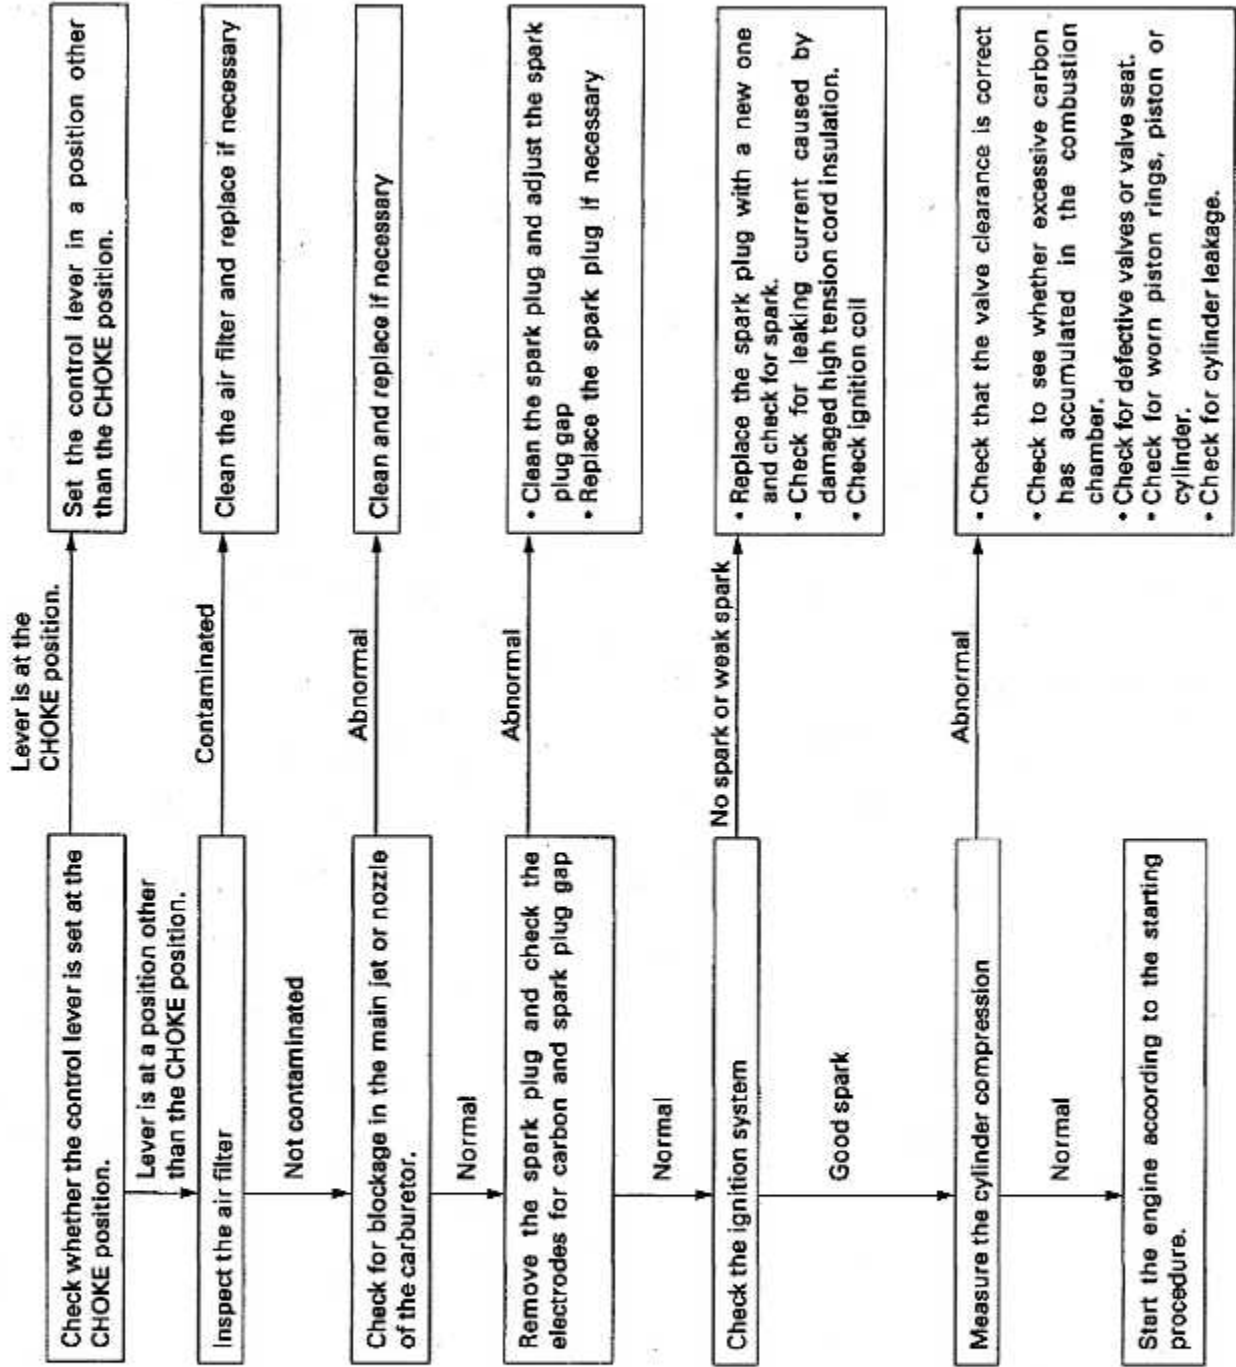 Check whether the control lever is set at the
CHOKE position.
Lever is at the
CHOKE position.
Set the control lever in a position other
than the CHOKE position.
Lever is at a position other
than the CHOKE position.
Inspect the air filter
Contaminated
Clean the air filter and replace if necessary
Not contaminated
Check for blockage in the main jet or nozzle
of the carburetor.
Abnormal
Clean and replace if necessary
Normal
Remove the spark plug and check the
electrodes for carbon and spark plug gap
Abnormal
• Clean the spark plug and adjust the spark
plug gap
• Replace the spark plug if necessary
Normal
Check the ignition system
No spark or weak spark
• Replace the spark plug with a new one
and check for spark.
• Check for leaking current caused by
damaged high tension cord insulation.
• Check ignition coil
Good spark
Measure the cylinder compression
Abnormal
• Check that the valve clearance is correct
• Check to see whether excessive carbon
has accumulated in the combustion
chamber.
• Check for defective valves or valve seat.
• Check for worn piston rings, piston or
cylinder.
• Check for cylinder leakage.
Normal
Start the engine according to the starting
procedure.